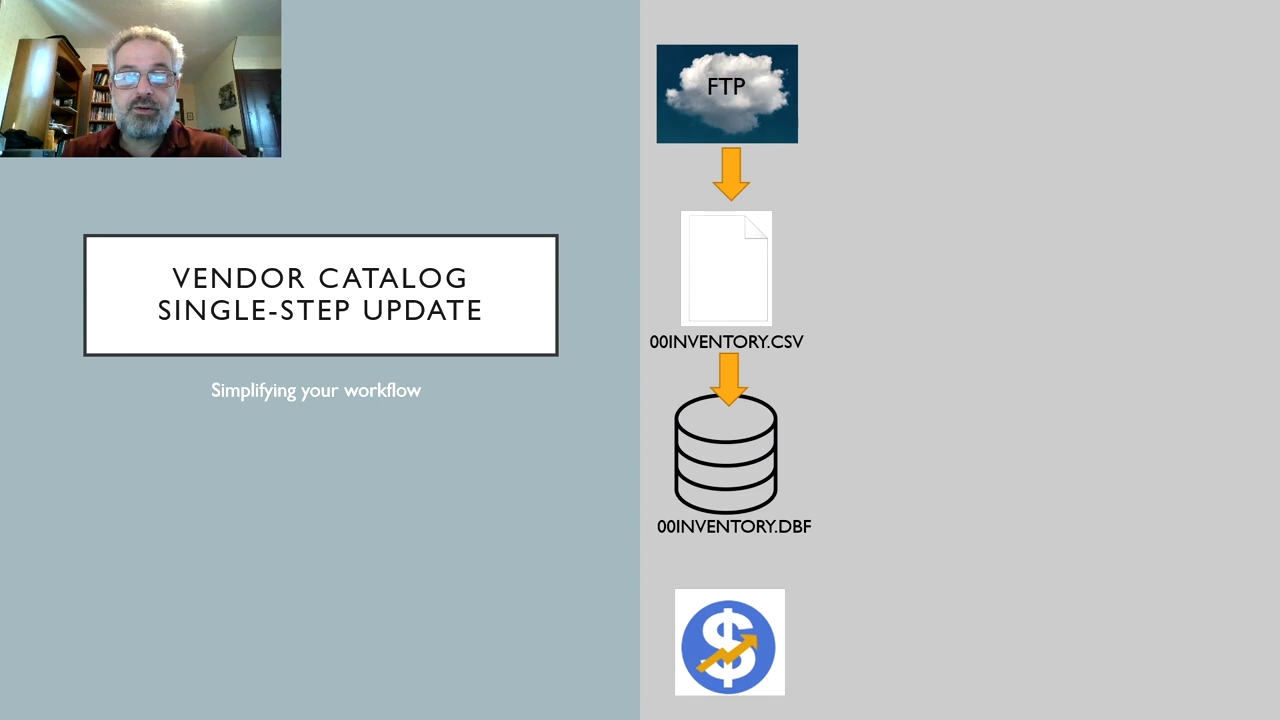 VENDOR CATALOG
SINGLE-STEP UPDATE
Simplifying your workflow
FTP
00INVENTORY.CSV
00INVENTORY.DBF
$